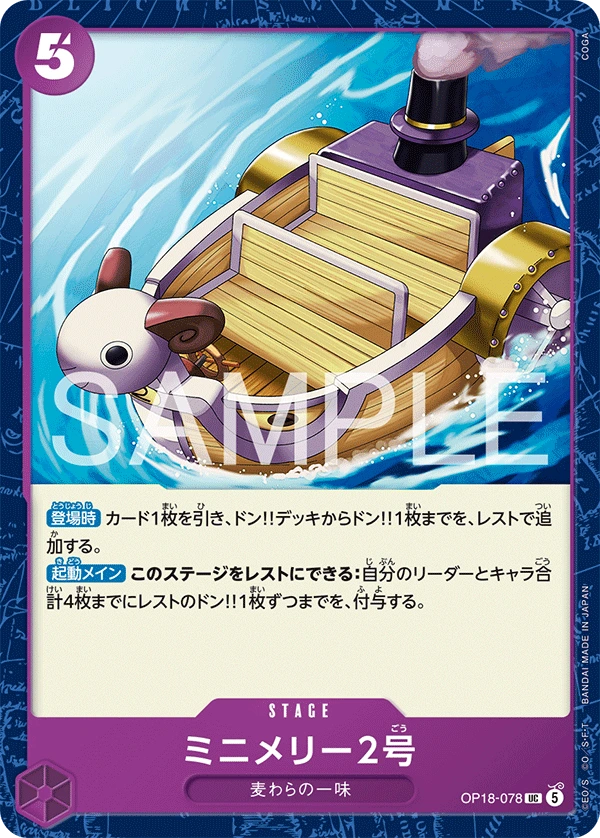 5
COGA
SAMPLE
登場時 カード1枚を引き、ドン!!デッキからドン!!1枚までを、レストで追
加する。
起動メイン このステージをレストにできる：自分のリーダーとキャラ合
計4枚までにレストのドン!!1枚ずつまでを、付与する。
STAGE
ミニメリー2号
麦わらの一味
OP18-078 UC 5
©E.O/S. ©O/S･F･T BANDAI MADE IN JAPAN